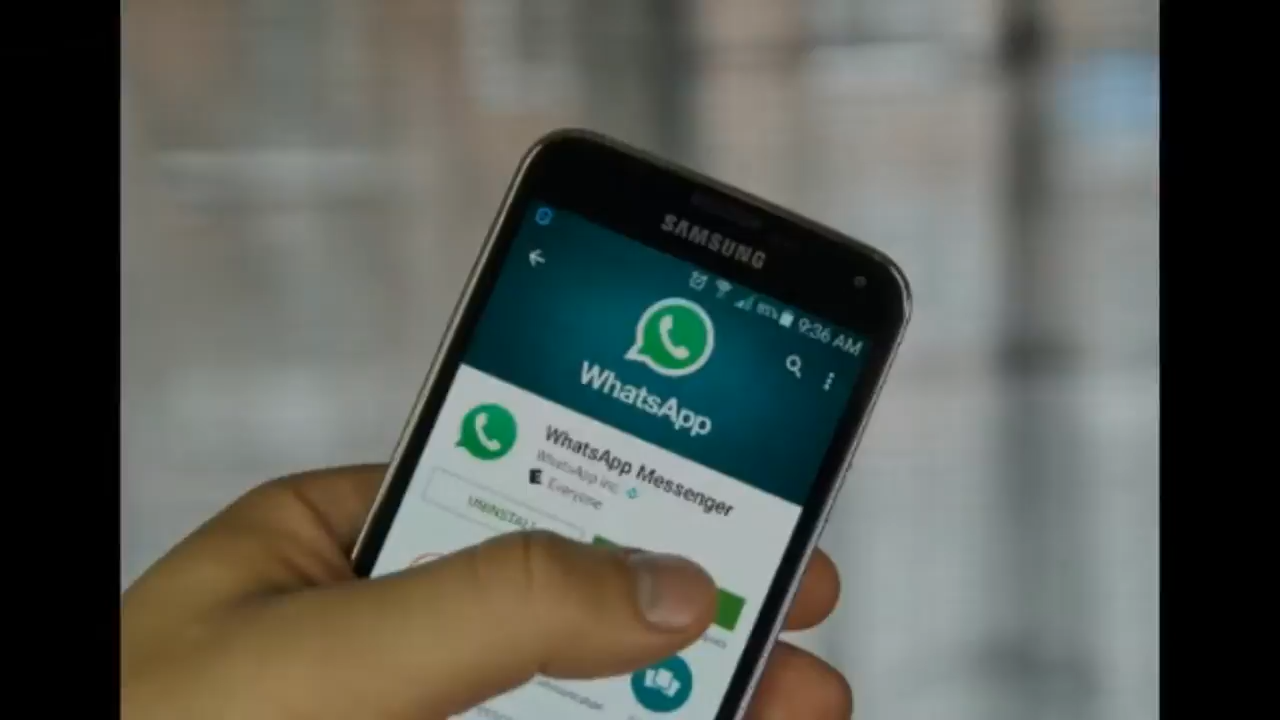 SAMSUNG
9:36 AM
WhatsApp
WhatsApp Messenger
WhatsApp Inc.
Everyone
UNINSTALL